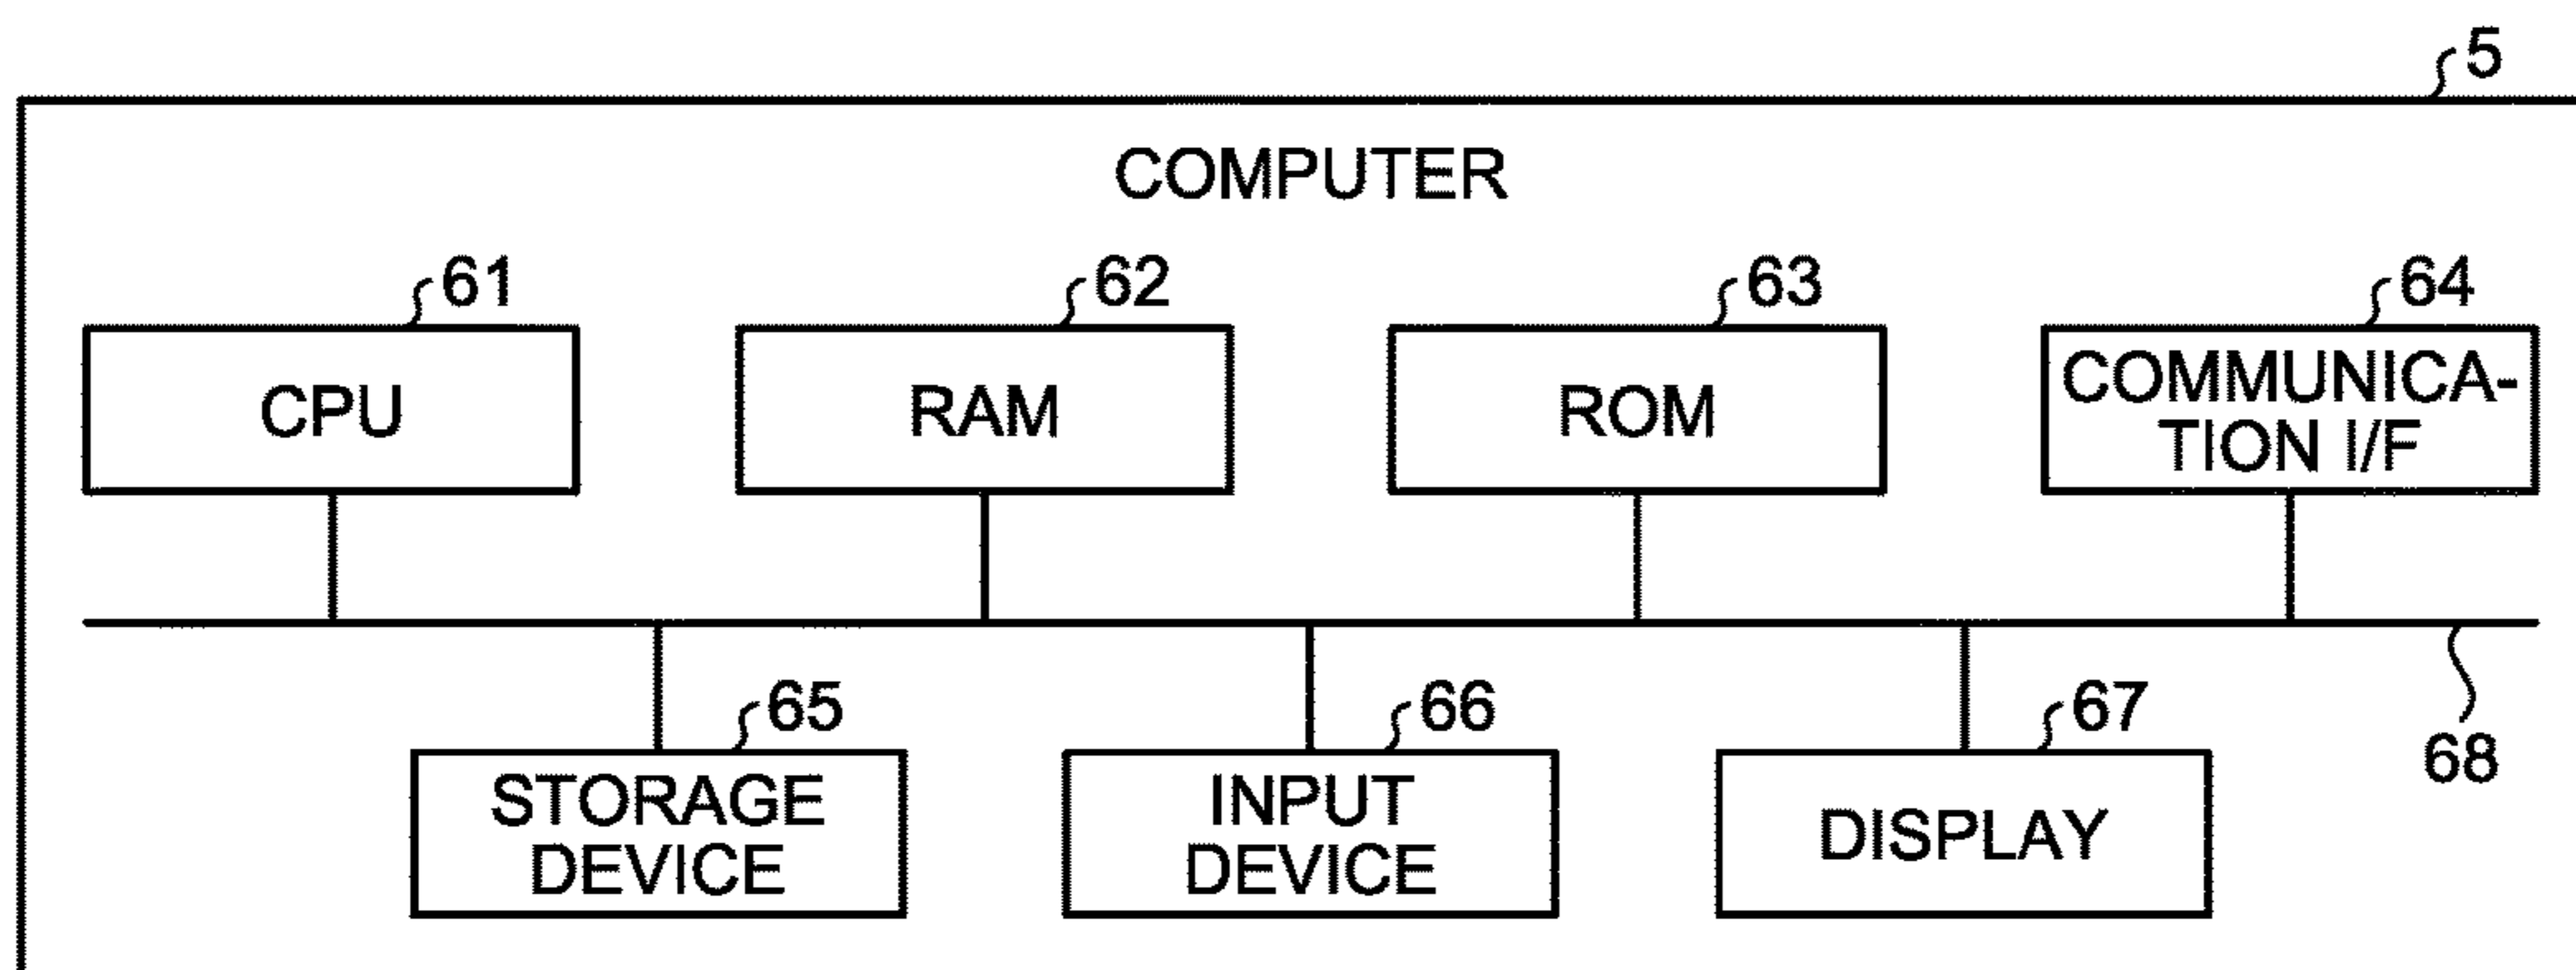 5
COMPUTER
61
62
63
64
CPU
RAM
ROM
COMMUNICA-
TION I/F
65
66
67
68
STORAGE
DEVICE
INPUT
DEVICE
DISPLAY